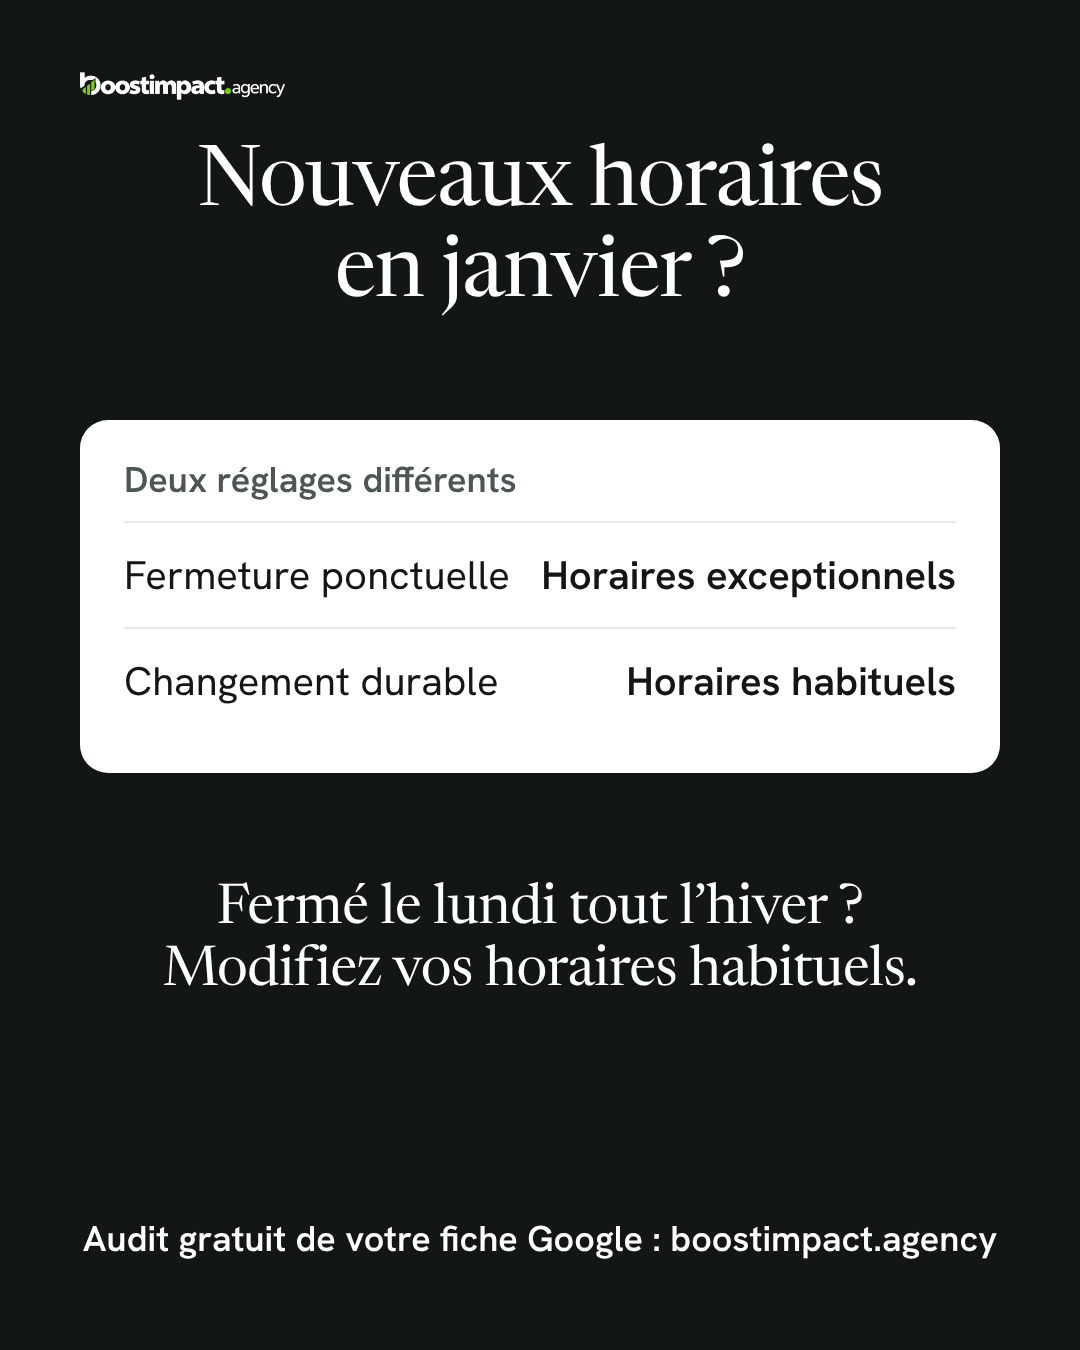 boostimpact.agency
Nouveaux horaires
en janvier ?
Deux réglages différents
Fermeture ponctuelle Horaires exceptionnels
Changement durable Horaires habituels
Fermé le lundi tout l’hiver ?
Modifiez vos horaires habituels.
Audit gratuit de votre fiche Google : boostimpact.agency